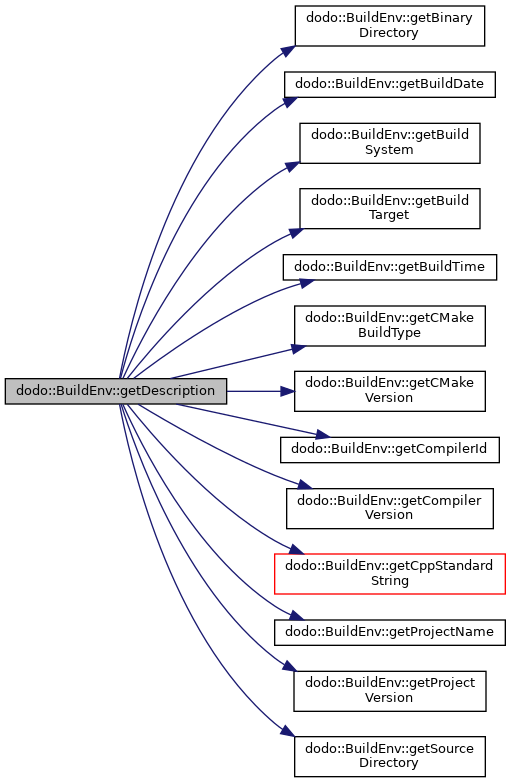 dodo::BuildEnv::getDescription
dodo::BuildEnv::getBinary
Directory
dodo::BuildEnv::getBuildDate
dodo::BuildEnv::getBuild
System
dodo::BuildEnv::getBuild
Target
dodo::BuildEnv::getBuildTime
dodo::BuildEnv::getCMake
BuildType
dodo::BuildEnv::getCMake
Version
dodo::BuildEnv::getCompilerId
dodo::BuildEnv::getCompiler
Version
dodo::BuildEnv::getCppStandard
String
dodo::BuildEnv::getProjectName
dodo::BuildEnv::getProject
Version
dodo::BuildEnv::getSource
Directory